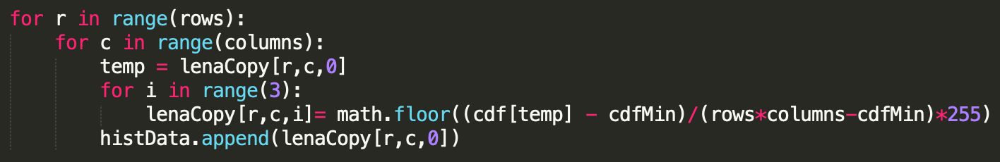 for r in range(rows):
    for c in range(columns):
        temp = lenaCopy[r,c,0]
        for i in range(3):
            lenaCopy[r,c,i]= math.floor((cdf[temp] - cdfMin)/(rows*columns-cdfMin)*255)
        histData.append(lenaCopy[r,c,0])